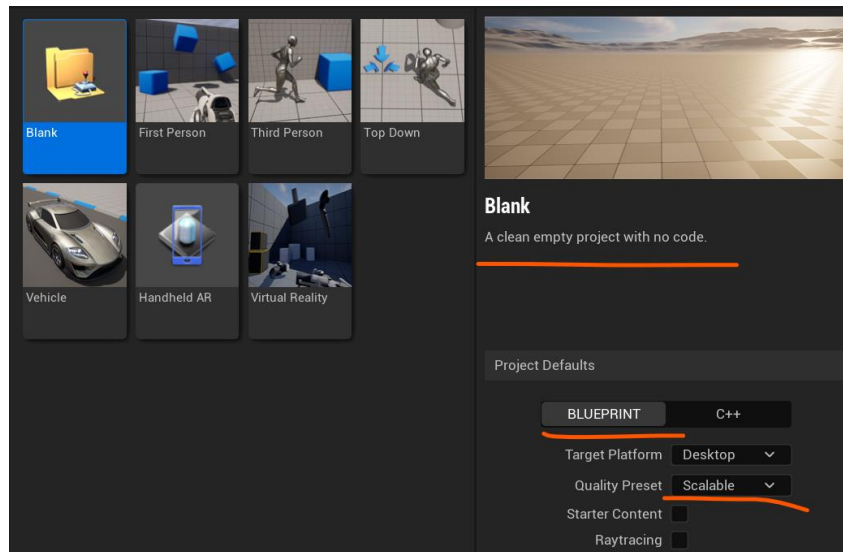 Blank
First Person
Third Person
Top Down
Vehicle
Handheld AR
Virtual Reality
Blank
A clean empty project with no code.
Project Defaults
BLUEPRINT C++
Target Platform Desktop
Quality Preset Scalable
Starter Content
Raytracing